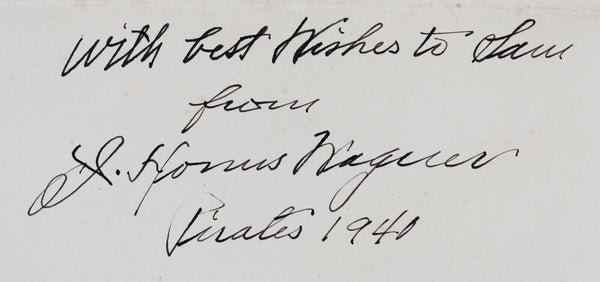 with best Wishes to Sam
from
J. Honus Wagner
Pirates 1940